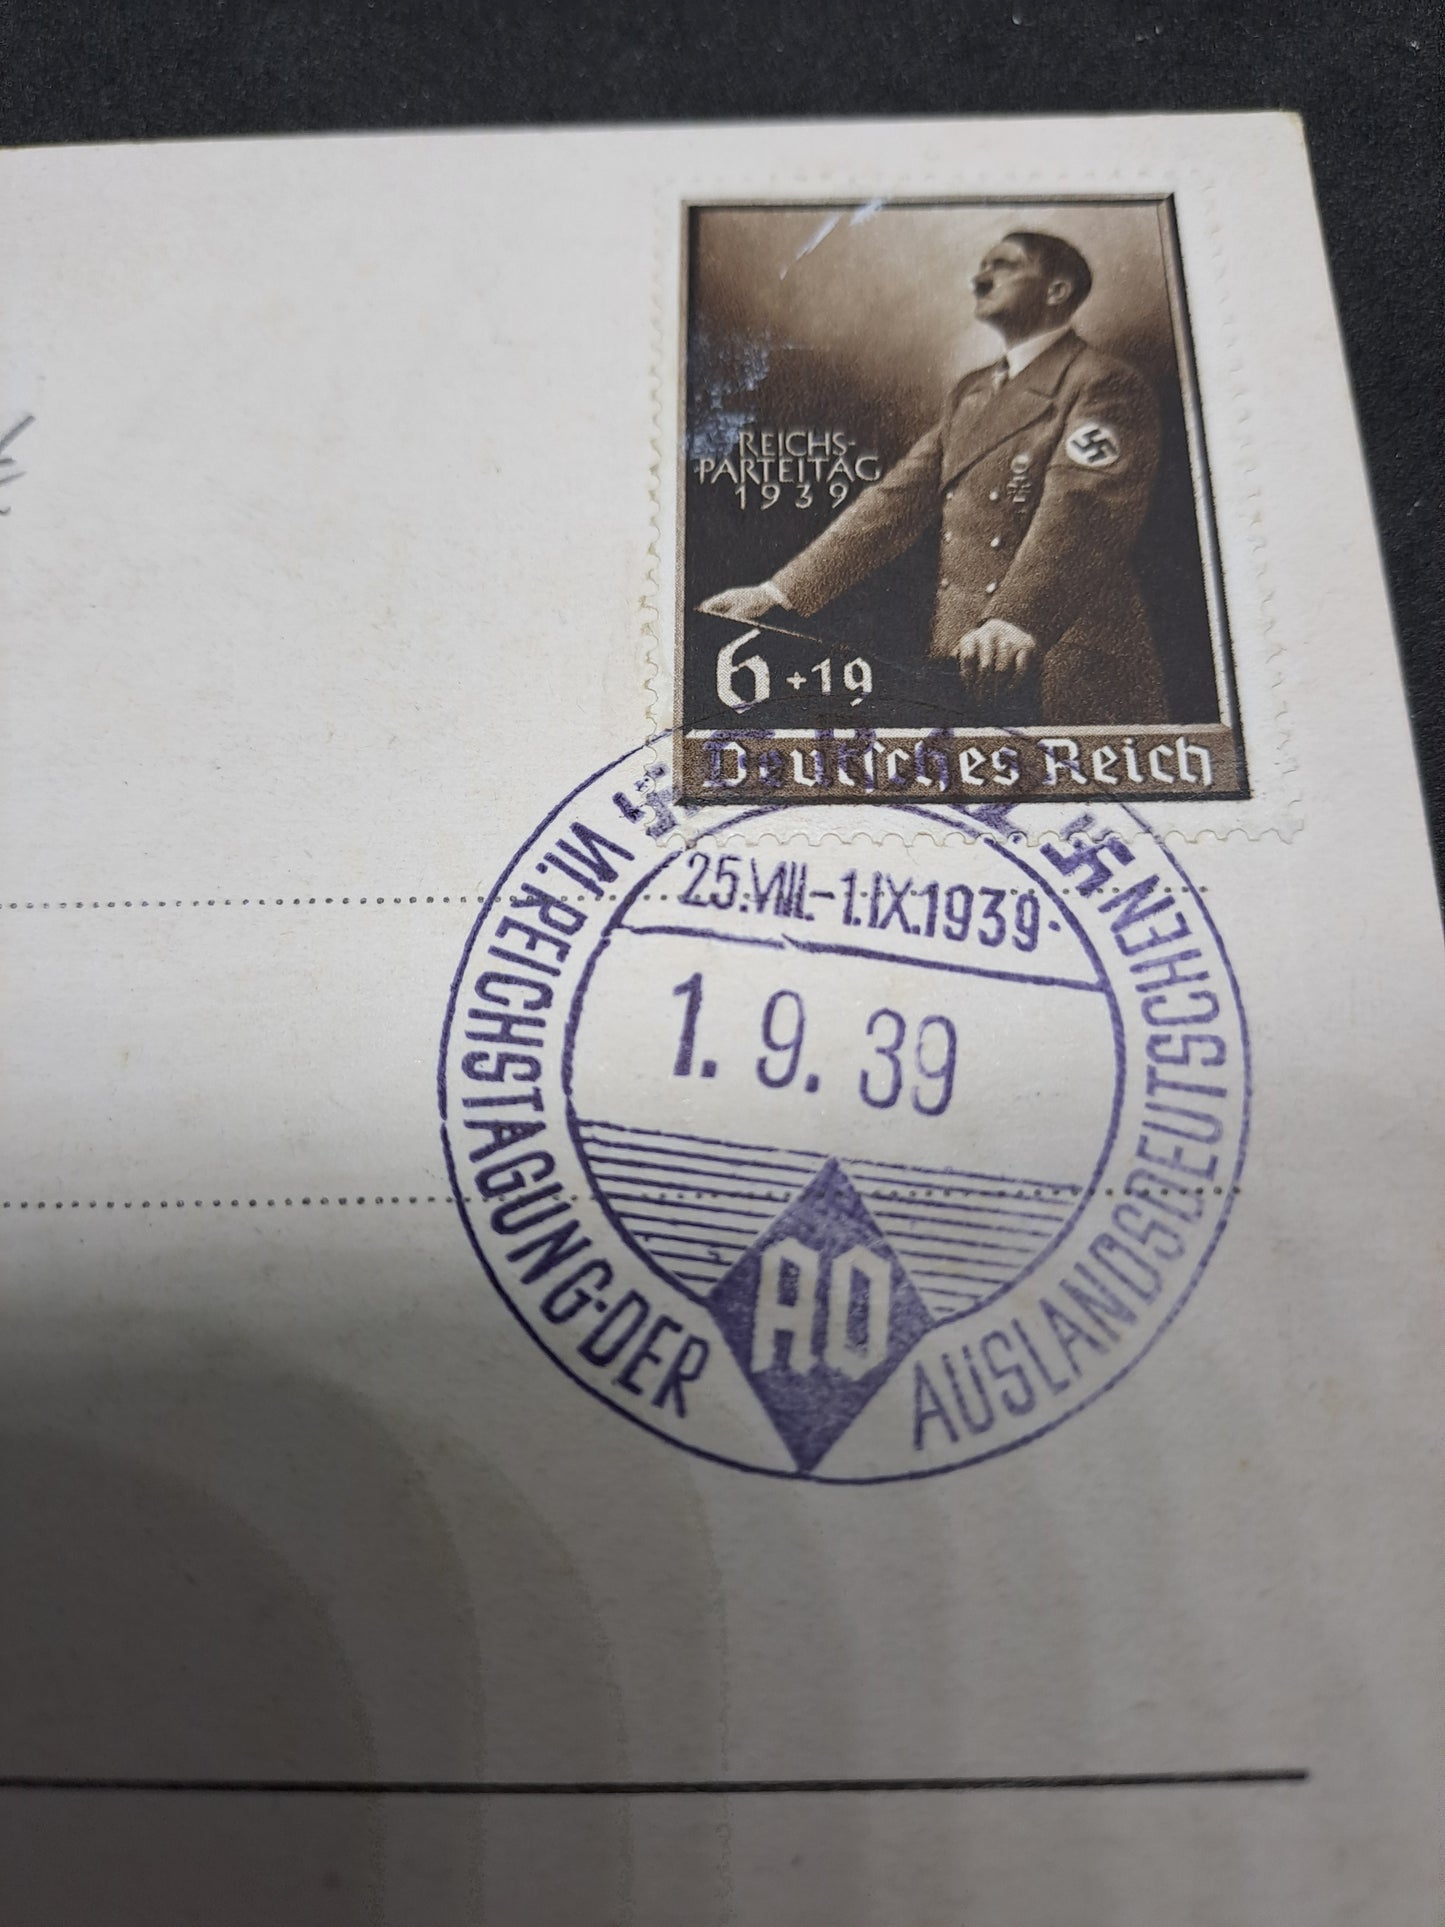 REICHS-
PARTEITAG
1939
6+19
Deutsches Reich
VI. REICHSTAGUNG·DER AUSLANDSDEUTSCHEN
25.VIII.-1.IX.1939·
1. 9. 39
AO